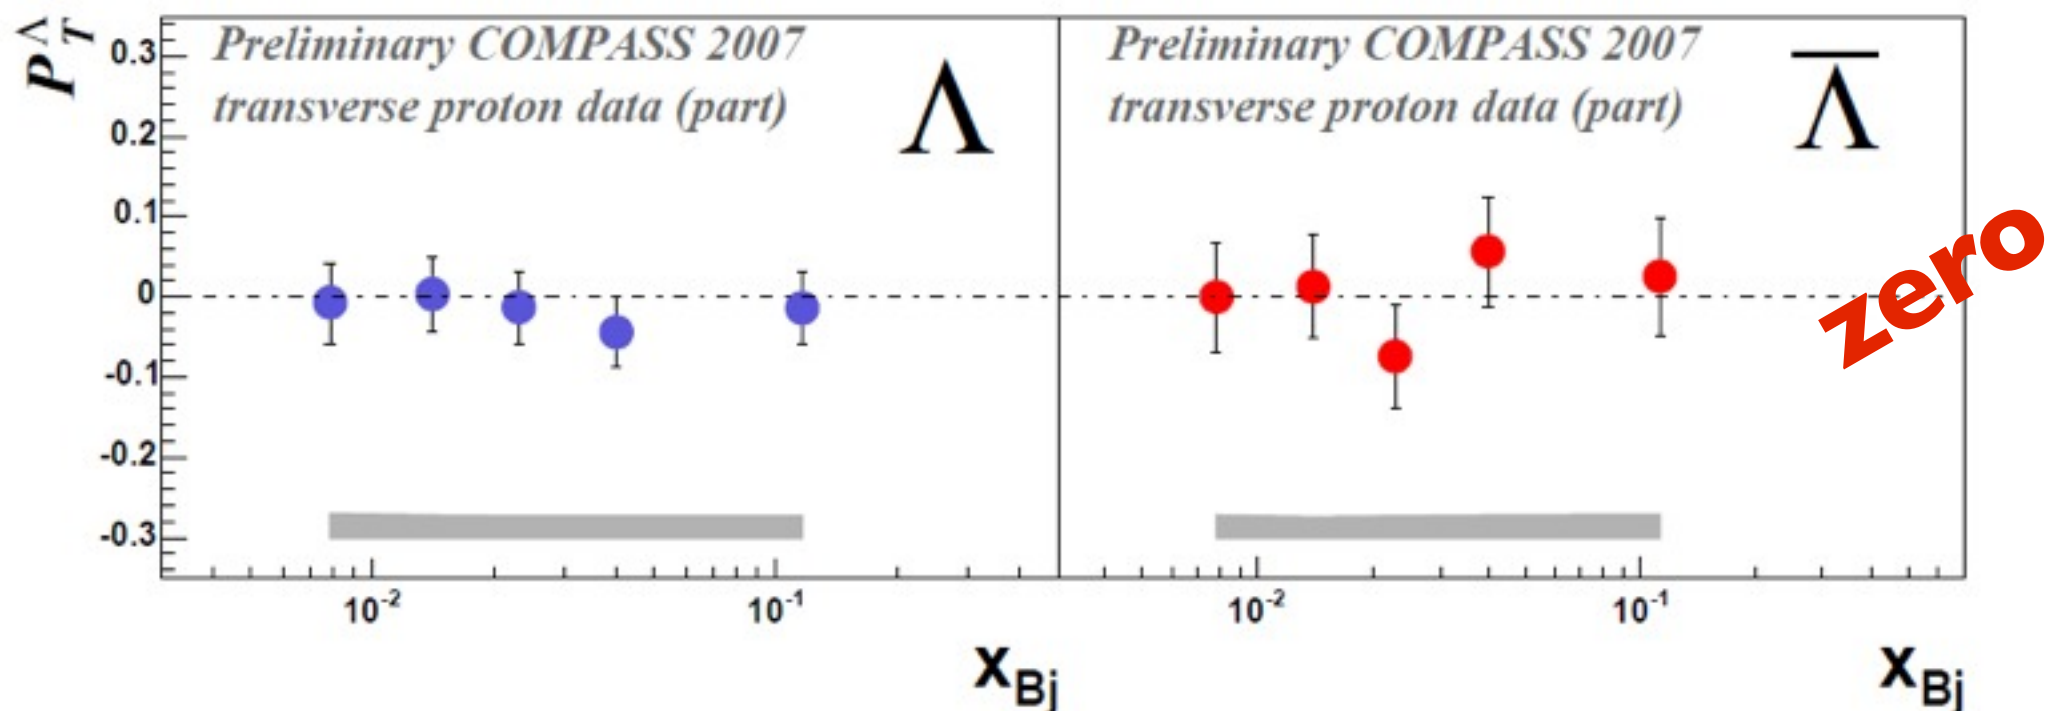 P_T^Λ
Preliminary COMPASS 2007
transverse proton data (part)
Λ
Preliminary COMPASS 2007
transverse proton data (part)
Λ̅
0.3
0.2
0.1
0
-0.1
-0.2
-0.3
zero
10⁻²
10⁻¹
10⁻²
10⁻¹
x_Bj
x_Bj